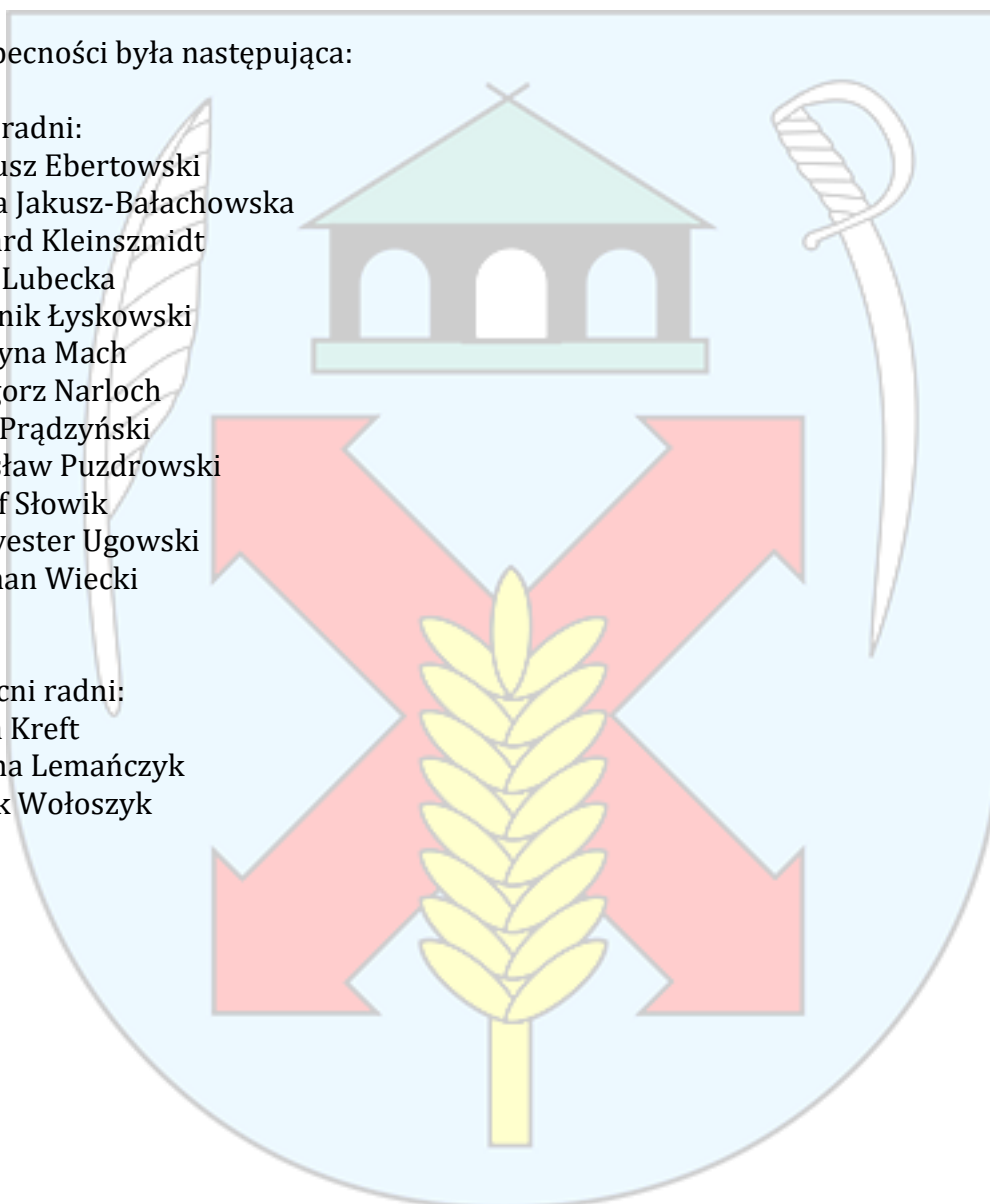 becności była następująca:
radni:
usz Ebertowski
a Jakusz-Bałachowska
ard Kleinszmidt
Lubecka
nik Łyskowski
yna Mach
gorz Narloch
Prądzyński
sław Puzdrowski
f Słowik
vester Ugowski
nan Wiecki
cni radni:
Kreft
na Lemańczyk
k Wołoszyk